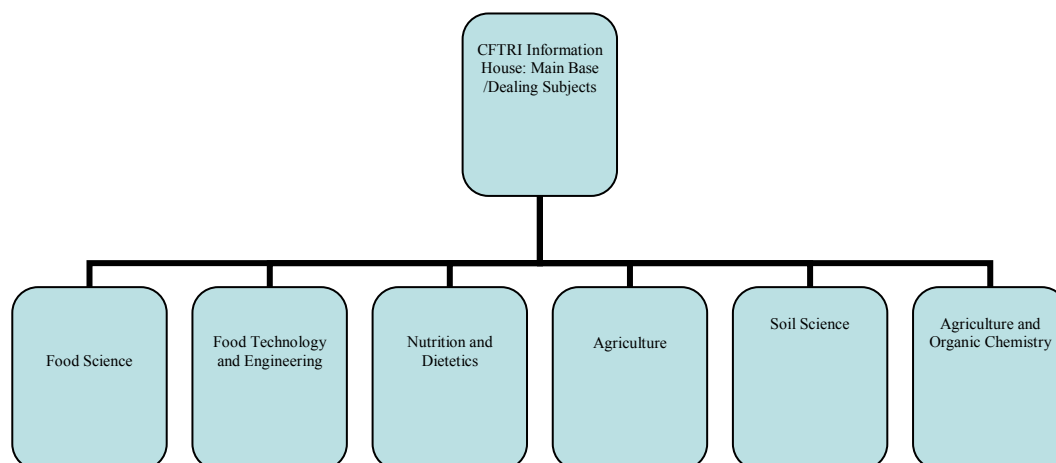 CFTRI Information
House: Main Base
/Dealing Subjects
Food Science
Food Technology
and Engineering
Nutrition and
Dietetics
Agriculture
Soil Science
Agriculture and
Organic Chemistry